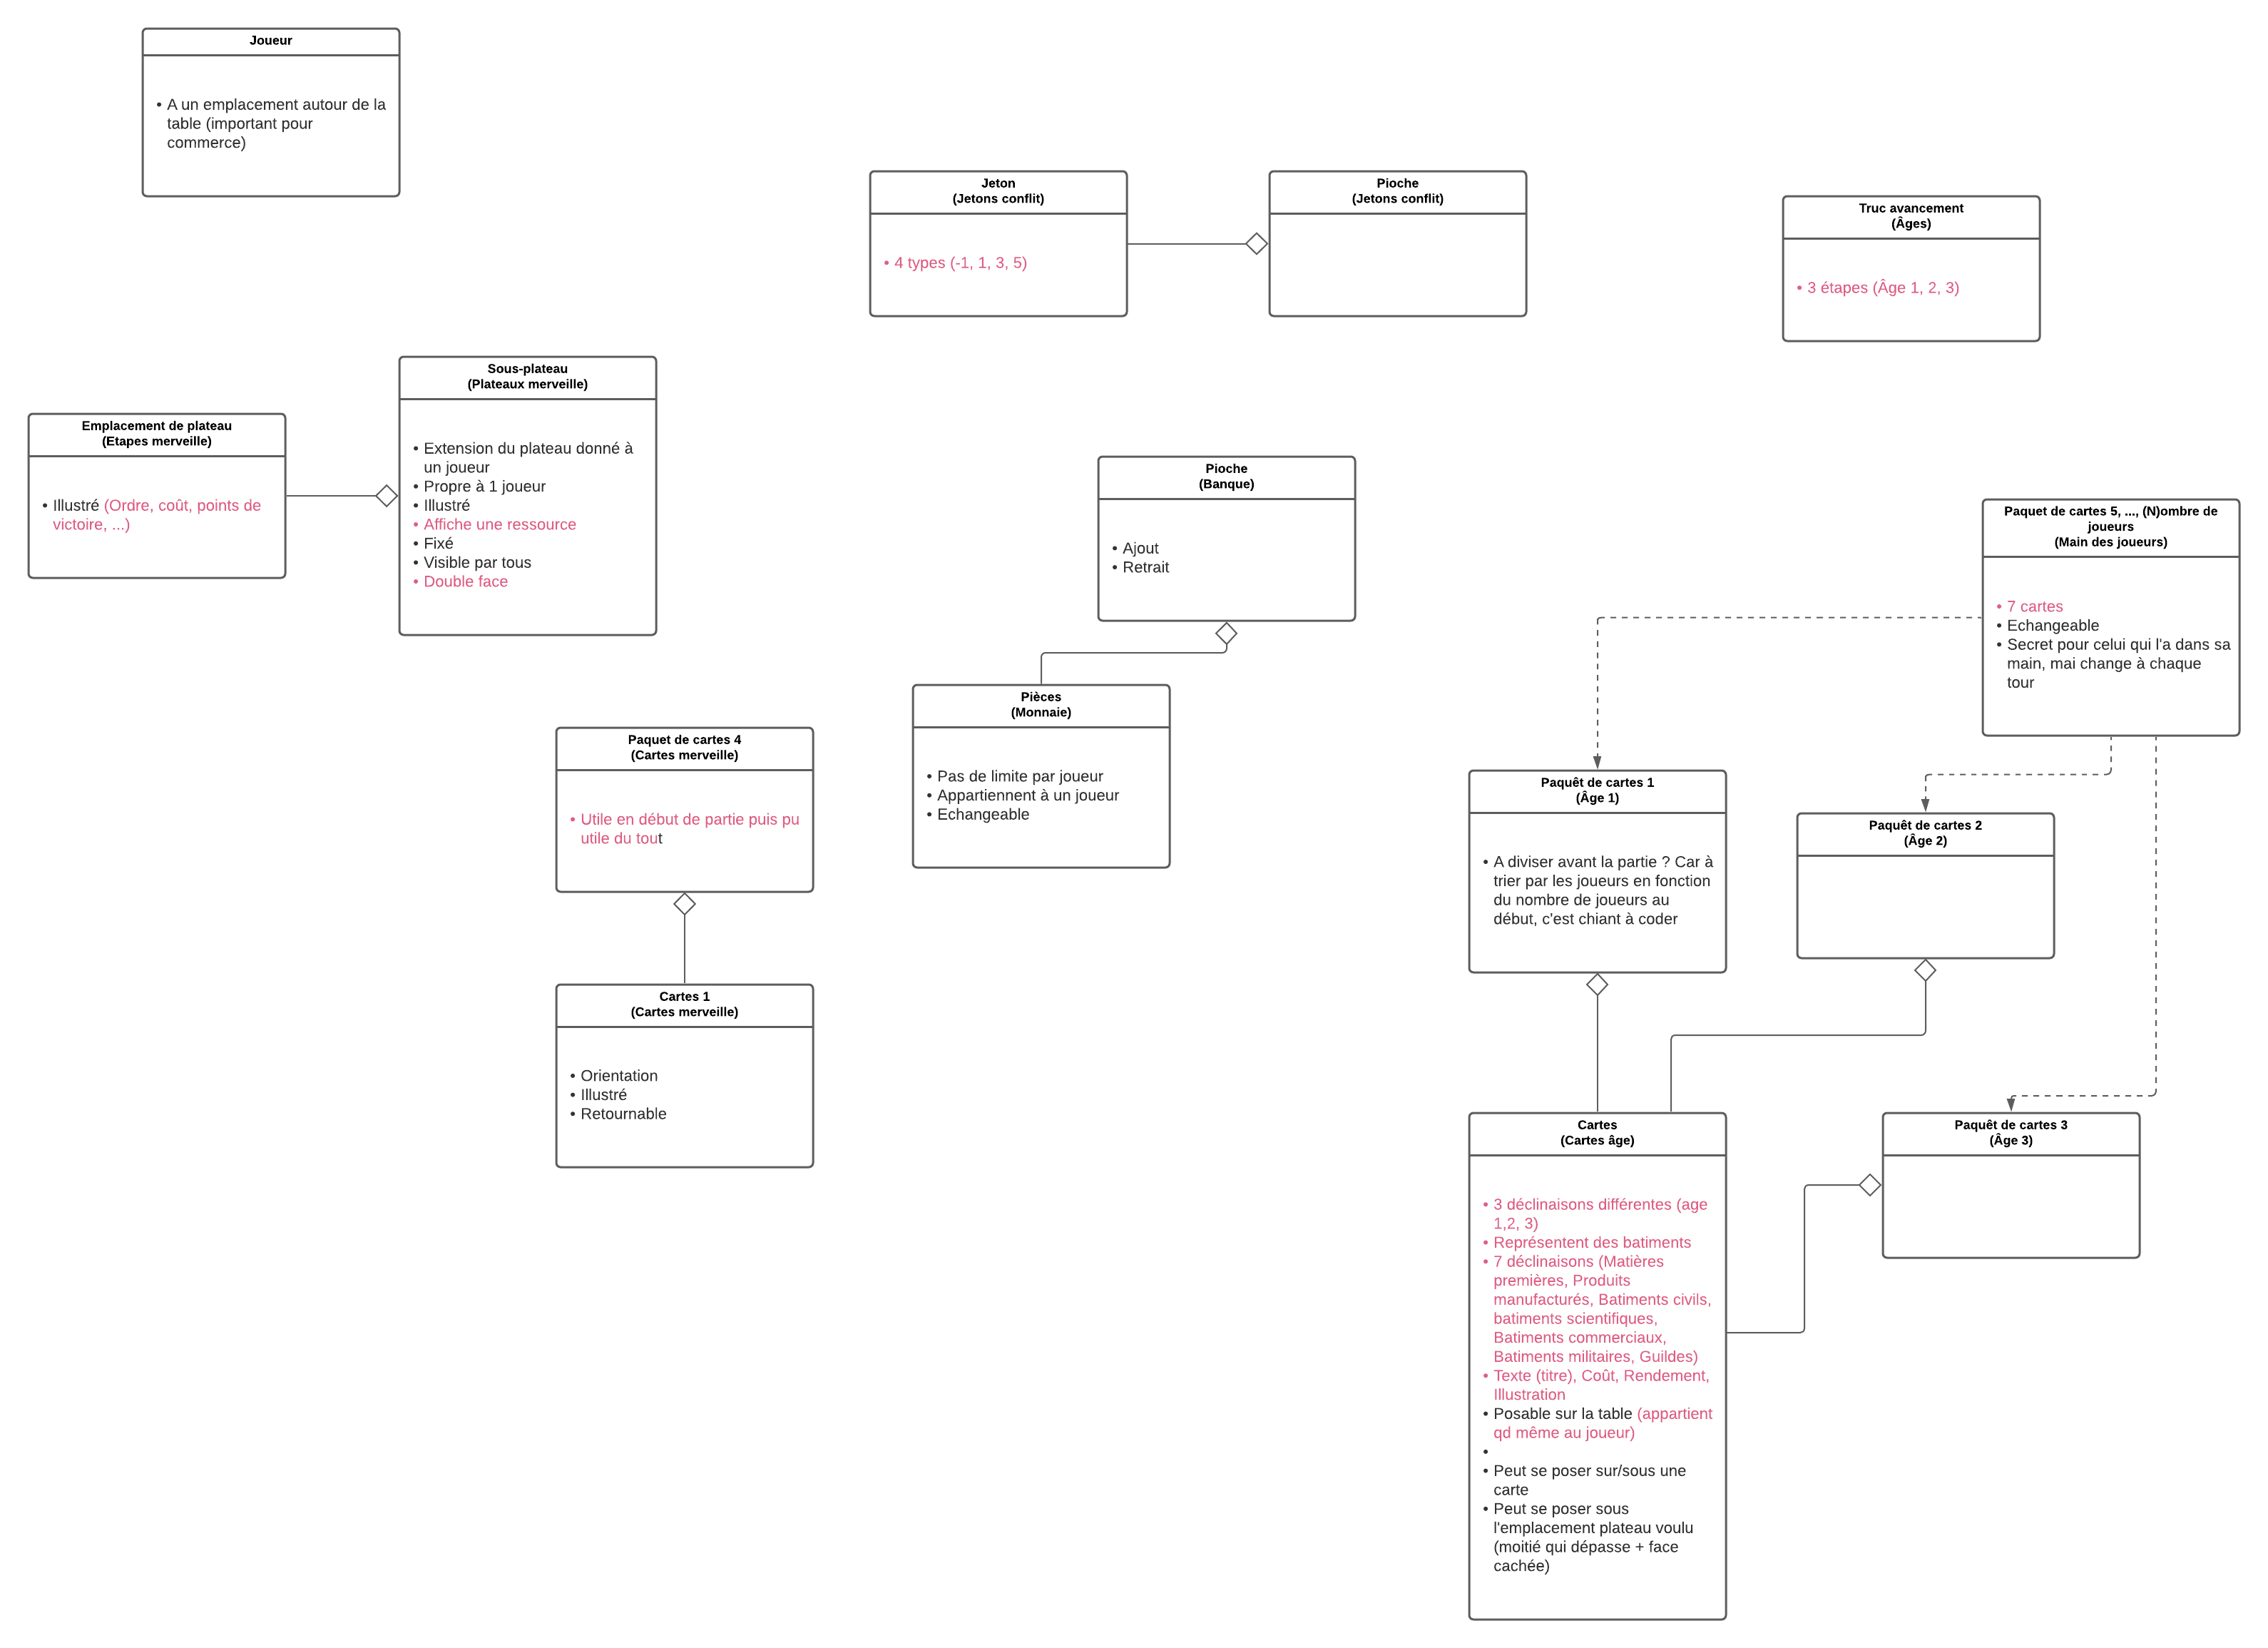 Joueur
• A un emplacement autour de la
table (important pour
commerce)
Jeton
(Jetons conflit)
• 4 types (-1, 1, 3, 5)
Pioche
(Jetons conflit)
Truc avancement
(Âges)
• 3 étapes (Âge 1, 2, 3)
Sous-plateau
(Plateaux merveille)
• Extension du plateau donné à
un joueur
• Propre à 1 joueur
• Illustré
• Affiche une ressource
• Fixé
• Visible par tous
• Double face
Emplacement de plateau
(Etapes merveille)
• Illustré (Ordre, coût, points de
victoire, ...)
Pioche
(Banque)
• Ajout
• Retrait
Paquet de cartes 5, ..., (N)ombre de
joueurs
(Main des joueurs)
• 7 cartes
• Echangeable
• Secret pour celui qui l'a dans sa
main, mai change à chaque
tour
Pièces
(Monnaie)
• Pas de limite par joueur
• Appartiennent à un joueur
• Echangeable
Paquet de cartes 4
(Cartes merveille)
• Utile en début de partie puis pu
utile du tout
Paquêt de cartes 1
(Âge 1)
• A diviser avant la partie ? Car à
trier par les joueurs en fonction
du nombre de joueurs au
début, c'est chiant à coder
Paquêt de cartes 2
(Âge 2)
Cartes 1
(Cartes merveille)
• Orientation
• Illustré
• Retournable
Cartes
(Cartes âge)
• 3 déclinaisons différentes (age
1,2, 3)
• Représentent des batiments
• 7 déclinaisons (Matières
premières, Produits
manufacturés, Batiments civils,
batiments scientifiques,
Batiments commerciaux,
Batiments militaires, Guildes)
• Texte (titre), Coût, Rendement,
Illustration
• Posable sur la table (appartient
qd même au joueur)
•
• Peut se poser sur/sous une
carte
• Peut se poser sous
l'emplacement plateau voulu
(moitié qui dépasse + face
cachée)
Paquêt de cartes 3
(Âge 3)